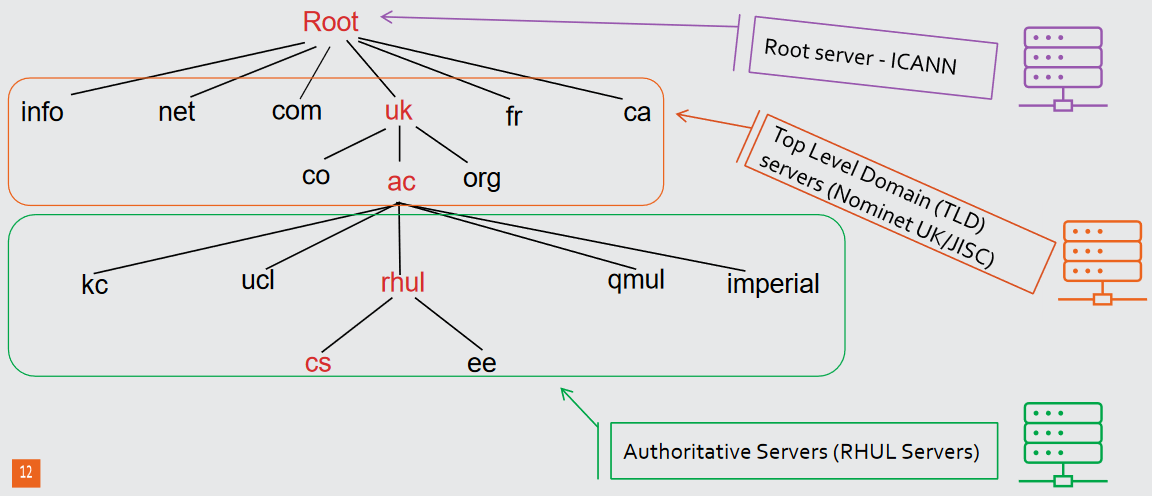 Root
Root server - ICANN
info
net
com
uk
fr
ca
Top Level Domain (TLD)
servers (Nominet UK/JISC)
co
ac
org
kc
ucl
rhul
qmul
imperial
cs
ee
Authoritative Servers (RHUL Servers)
12